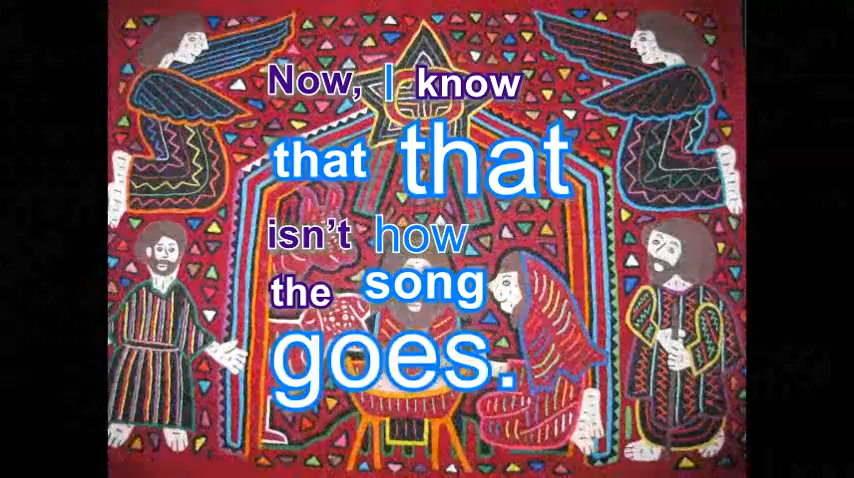 Now, I know
that that
isn't how
the song
goes.